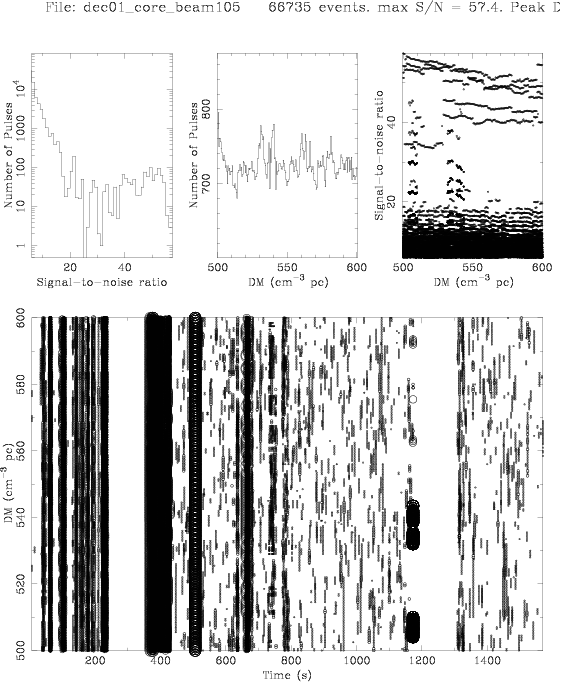 File: dec01_core_beam105 66735 events. max S/N = 57.4. Peak D
Number of Pulses
1 10 100 1000 10⁴
20 40
Signal-to-noise ratio
Number of Pulses
700 800
500 550 600
DM (cm⁻³ pc)
Signal-to-noise ratio
20 40
500 550 600
DM (cm⁻³ pc)
DM (cm⁻³ pc)
500 520 540 560 580 600
200 400 600 800 1000 1200 1400
Time (s)